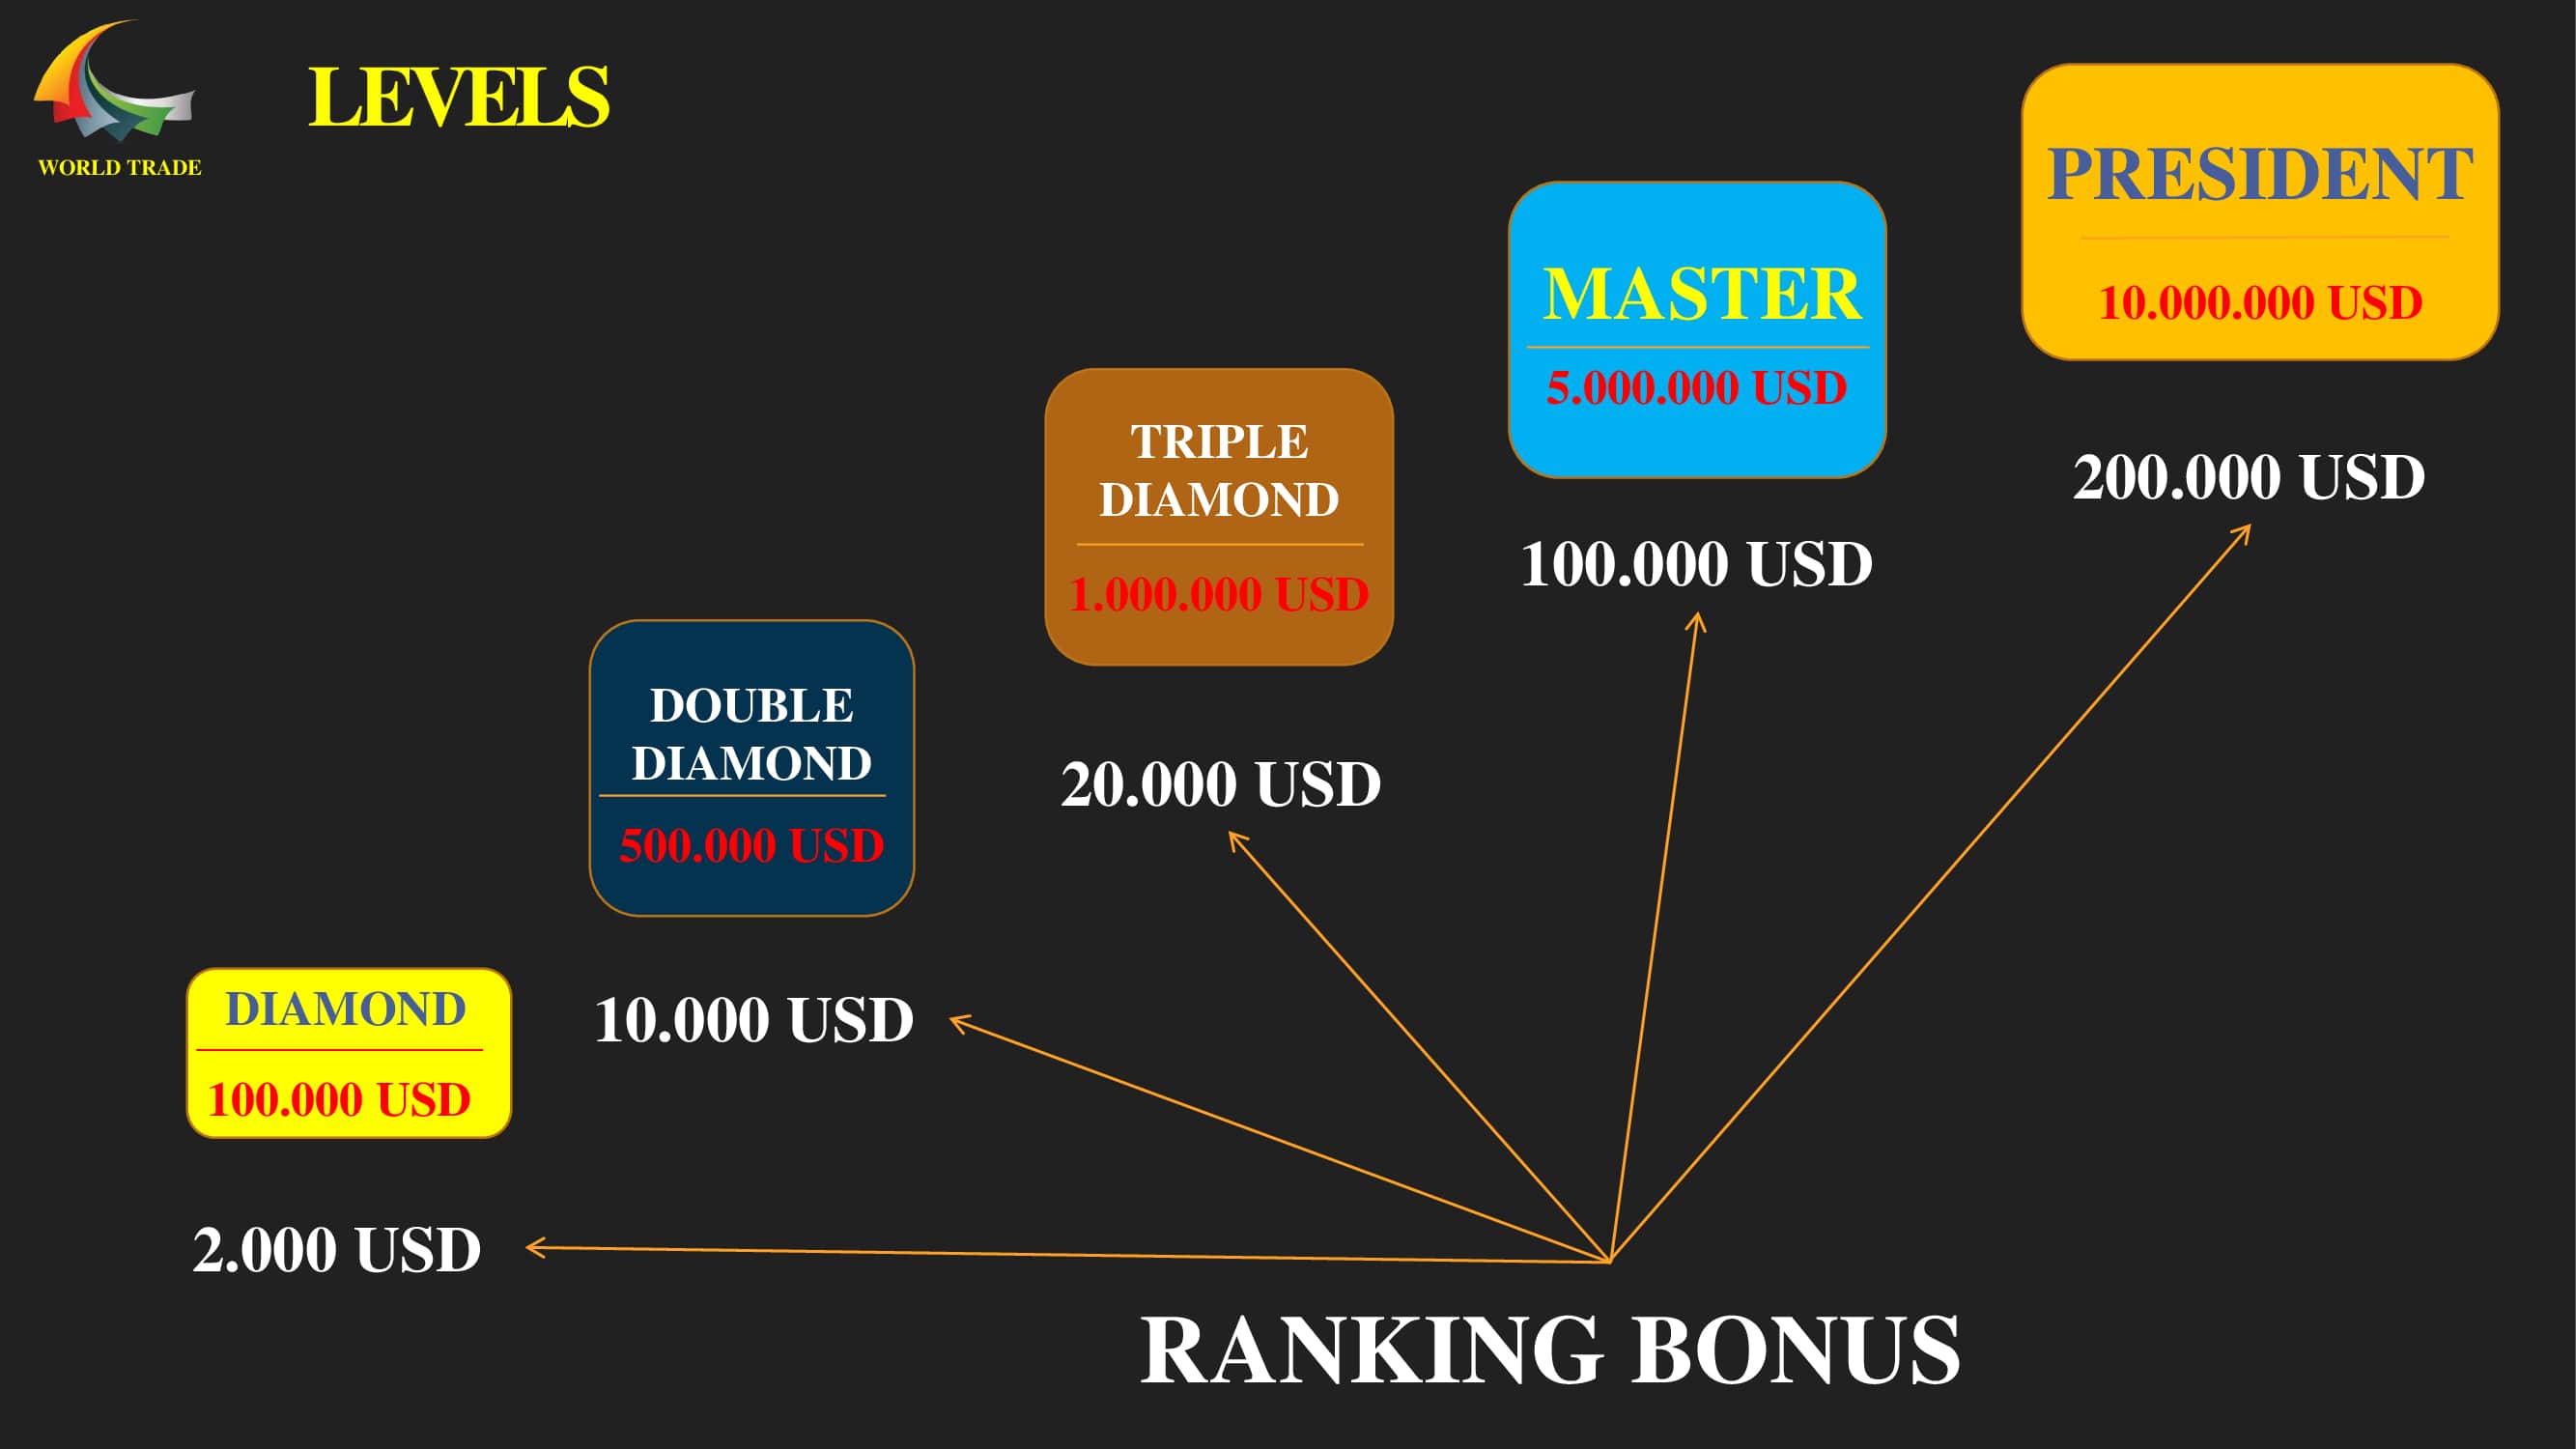 WORLD TRADE
LEVELS
PRESIDENT
10.000.000 USD
200.000 USD
MASTER
5.000.000 USD
100.000 USD
TRIPLE
DIAMOND
1.000.000 USD
20.000 USD
DOUBLE
DIAMOND
500.000 USD
10.000 USD
DIAMOND
100.000 USD
2.000 USD
RANKING BONUS